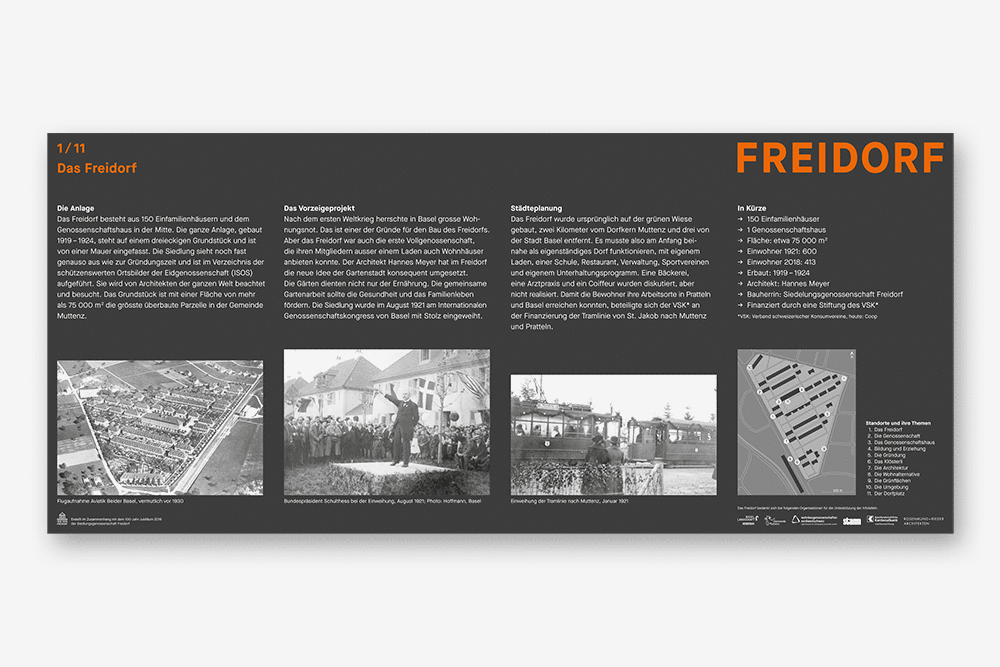 1 / 11
Das Freidorf
FREIDORF
Die Anlage
Das Freidorf besteht aus 150 Einfamilienhäusern und dem
Genossenschaftshaus in der Mitte. Die ganze Anlage, gebaut
1919 – 1924, steht auf einem dreieckigen Grundstück und ist
von einer Mauer eingefasst. Die Siedlung sieht noch fast
genauso aus wie zur Gründungszeit und ist im Verzeichnis der
schützenswerten Ortsbilder der Eidgenossenschaft (ISOS)
aufgeführt. Sie wird von Architekten der ganzen Welt beachtet
und besucht. Das Grundstück ist mit einer Fläche von mehr
als 75 000 m² die grösste überbaute Parzelle in der Gemeinde
Muttenz.
Flugaufnahme Aviatik Beider Basel, vermutlich vor 1930
Erstellt im Zusammenhang mit dem 100-Jahr-Jubiläum 2019
der Siedlungsgenossenschaft Freidorf
Das Vorzeigeprojekt
Nach dem ersten Weltkrieg herrschte in Basel grosse Woh-
nungsnot. Das ist einer der Gründe für den Bau des Freidorfs.
Aber das Freidorf war auch die erste Vollgenossenschaft,
die ihren Mitgliedern ausser einem Laden auch Wohnhäuser
anbieten konnte. Der Architekt Hannes Meyer hat im Freidorf
die neue Idee der Gartenstadt konsequent umgesetzt.
Die Gärten dienten nicht nur der Ernährung. Die gemeinsame
Gartenarbeit sollte die Gesundheit und das Familienleben
fördern. Die Siedlung wurde im August 1921 am Internationalen
Genossenschaftskongress von Basel mit Stolz eingeweiht.
Bundespräsident Schulthess bei der Einweihung, August 1921; Photo: Hoffmann, Basel
Städteplanung
Das Freidorf wurde ursprünglich auf der grünen Wiese
gebaut, zwei Kilometer vom Dorfkern Muttenz und drei von
der Stadt Basel entfernt. Es musste also am Anfang bei-
nahe als eigenständiges Dorf funktionieren, mit eigenem
Laden, einer Schule, Restaurant, Verwaltung, Sportvereinen
und eigenem Unterhaltungsprogramm. Eine Bäckerei,
eine Arztpraxis und ein Coiffeur wurden diskutiert, aber
nicht realisiert. Damit die Bewohner ihre Arbeitsorte in Pratteln
und Basel erreichen konnten, beteiligte sich der VSK* an
der Finanzierung der Tramlinie von St. Jakob nach Muttenz
und Pratteln.
Einweihung der Tramlinie nach Muttenz, Januar 1921
In Kürze
→ 150 Einfamilienhäuser
→ 1 Genossenschaftshaus
→ Fläche: etwa 75 000 m²
→ Einwohner 1921: 600
→ Einwohner 2018: 413
→ Erbaut: 1919 – 1924
→ Architekt: Hannes Meyer
→ Bauherrin: Siedelungsgenossenschaft Freidorf
→ Finanziert durch eine Stiftung des VSK*
*VSK: Verband schweizerischer Konsumvereine, heute: Coop
Standorte und ihre Themen
1. Das Freidorf
2. Die Genossenschaft
3. Das Genossenschaftshaus
4. Bildung und Erziehung
5. Die Gründung
6. Das Klösterli
7. Die Architektur
8. Die Wohnalternative
9. Die Grünflächen
10. Die Umgebung
11. Der Dorfplatz
Das Freidorf bedankt sich bei folgenden Organisationen für die Unterstützung der Infostelen:
ROSENMUND+RIEDER
ARCHITEKTEN